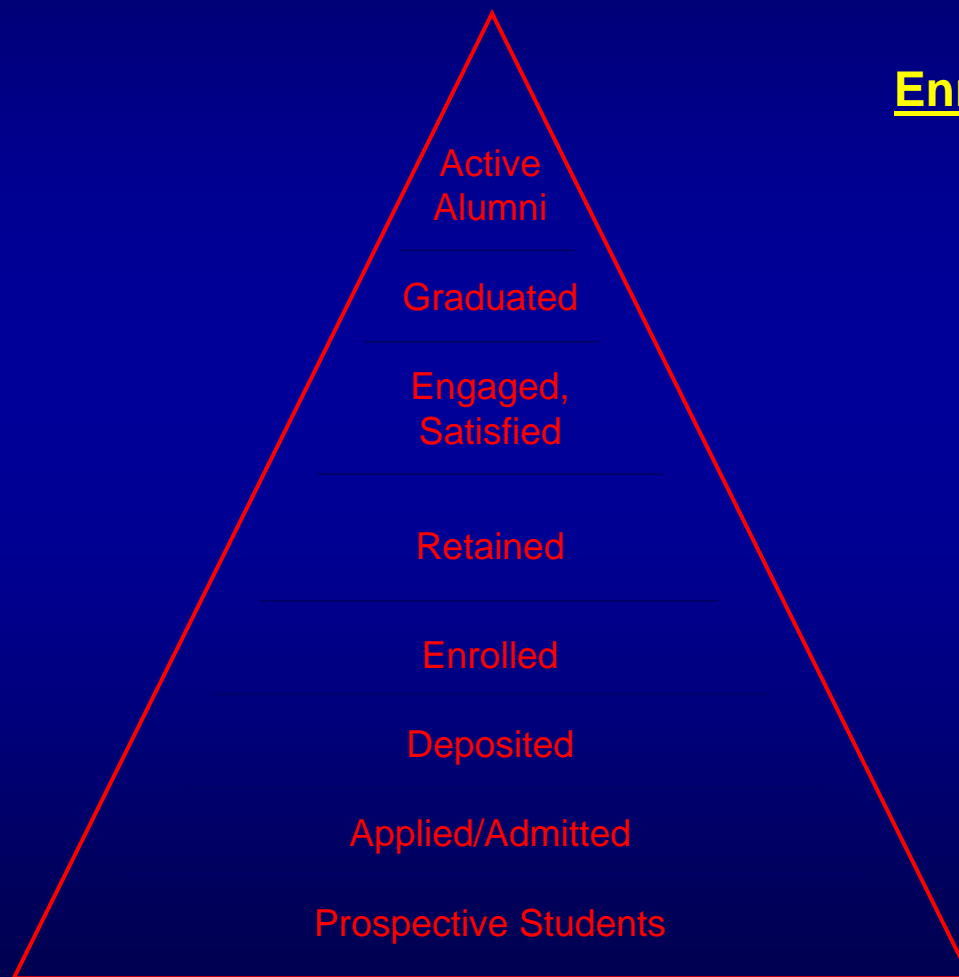 Active
Alumni
Graduated
Engaged,
Satisfied
Retained
Enrolled
Deposited
Applied/Admitted
Prospective Students